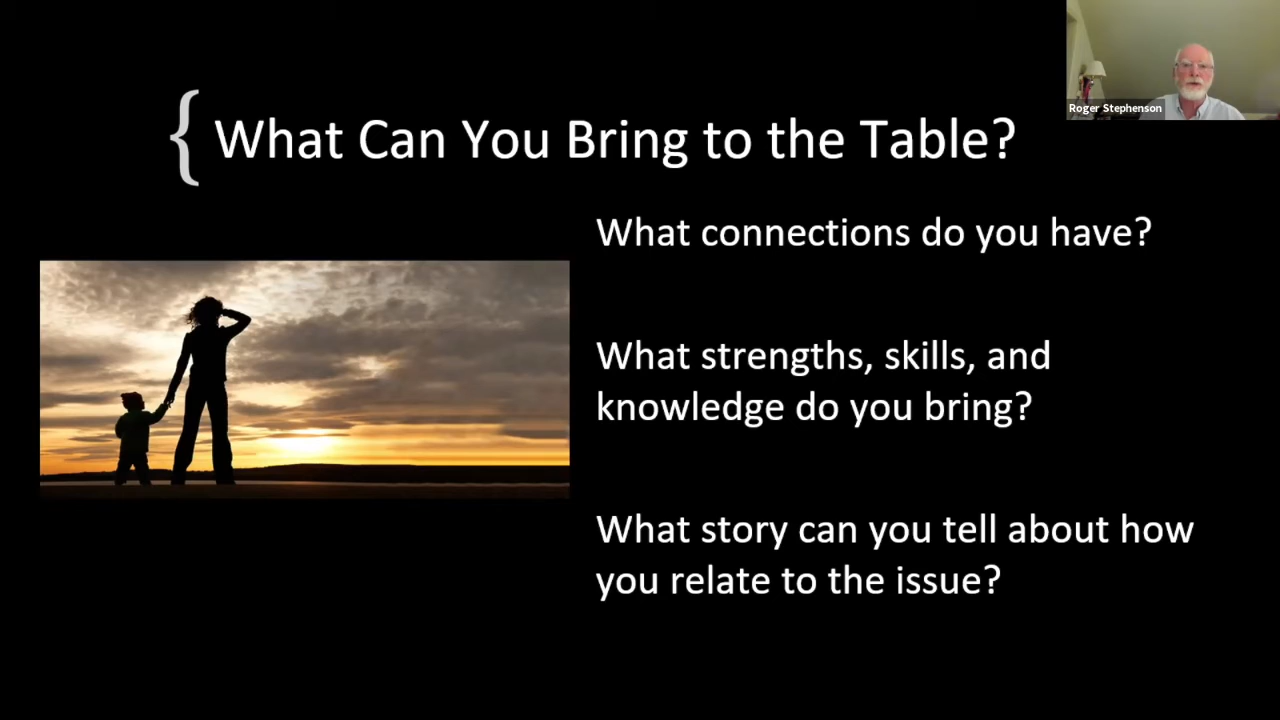 Roger Stephenson
{ What Can You Bring to the Table?
What connections do you have?
What strengths, skills, and
knowledge do you bring?
What story can you tell about how
you relate to the issue?